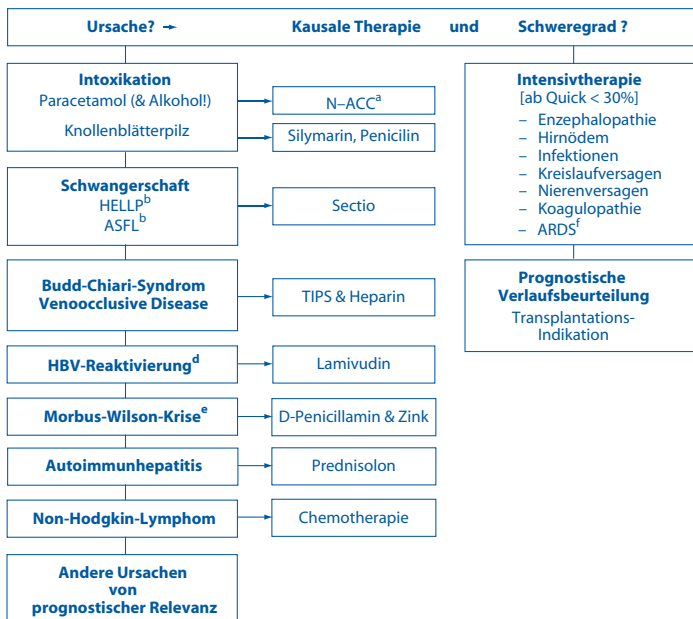 Ursache? → Kausale Therapie und Schweregrad ?
Intoxikation
Paracetamol (& Alkohol!)
N–ACCa
Knollenblätterpilz
Silymarin, Penicilin
Schwangerschaft
HELLPb
ASFLb
Sectio
Budd-Chiari-Syndrom
Venoocclusive Disease
TIPS & Heparin
HBV-Reaktivierungd
Lamivudin
Morbus-Wilson-Krisee
D-Penicillamin & Zink
Autoimmunhepatitis
Prednisolon
Non-Hodgkin-Lymphom
Chemotherapie
Andere Ursachen
von
prognostischer Relevanz
Intensivtherapie
[ab Quick < 30%]
– Enzephalopathie
– Hirnödem
– Infektionen
– Kreislaufversagen
– Nierenversagen
– Koagulopathie
– ARDSf
Prognostische
Verlaufsbeurteilung
Transplantations-
Indikation